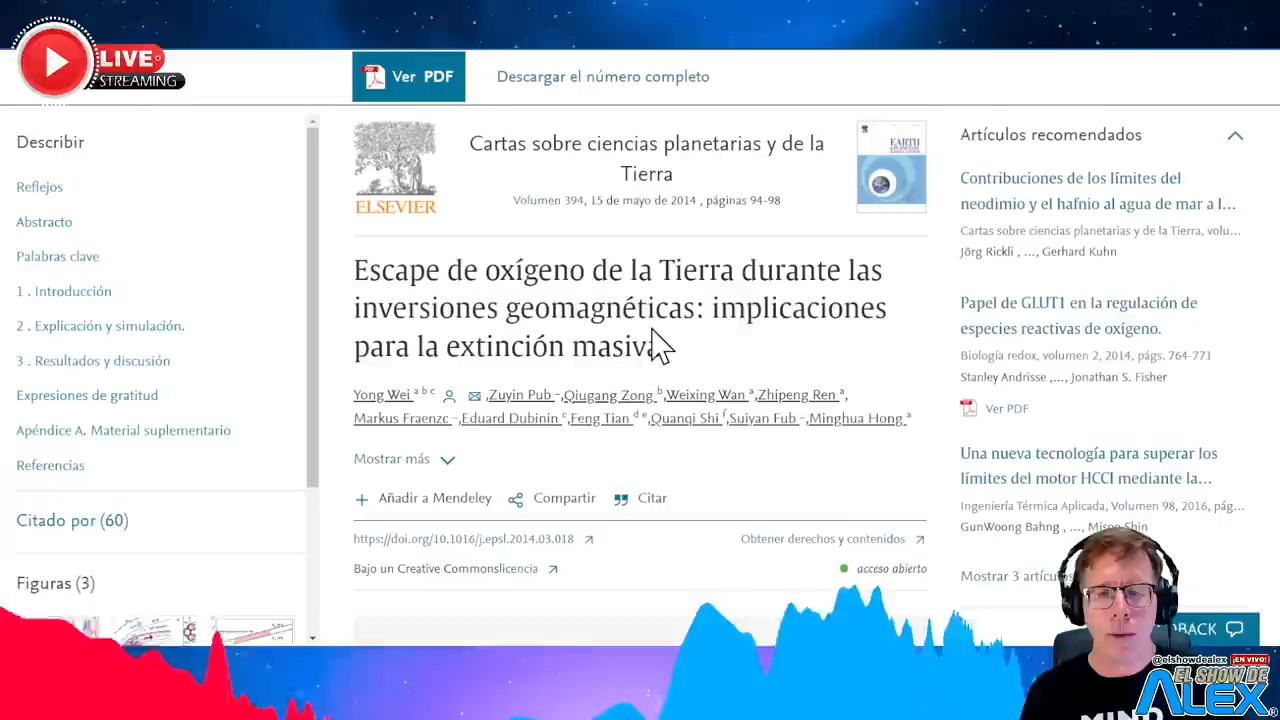 LIVE
STREAMING
Ver PDF
Descargar el número completo
Describir
Reflejos
Abstracto
Palabras clave
1 . Introducción
2 . Explicación y simulación.
3 . Resultados y discusión
Expresiones de gratitud
Apéndice A. Material suplementario
Referencias
Citado por (60)
Figuras (3)
ELSEVIER
Cartas sobre ciencias planetarias y de la
Tierra
Volumen 394, 15 de mayo de 2014 , páginas 94-98
EARTH
Escape de oxígeno de la Tierra durante las
inversiones geomagnéticas: implicaciones
para la extinción masiva
Yong Wei a b c , Zuyin Pub , Qiugang Zong b , Weixing Wan a , Zhipeng Ren a ,
Markus Fraenzc , Eduard Dubinin c , Feng Tian d e , Quanqi Shi f , Suiyan Fub , Minghua Hong a
Mostrar más
Añadir a Mendeley
Compartir
Citar
https://doi.org/10.1016/j.epsl.2014.03.018
Obtener derechos y contenidos
Bajo un Creative Commonslicencia
acceso abierto
Artículos recomendados
Contribuciones de los límites del
neodimio y el hafnio al agua de mar a l...
Cartas sobre ciencias planetarias y de la Tierra, volu...
Jörg Rickli , ..., Gerhard Kuhn
Papel de GLUT1 en la regulación de
especies reactivas de oxígeno.
Biología redox, volumen 2, 2014, págs. 764-771
Stanley Andrisse ,..., Jonathan S. Fisher
Ver PDF
Una nueva tecnología para superar los
límites del motor HCCI mediante la...
Ingeniería Térmica Aplicada, Volumen 98, 2016, pág...
GunWoong Bahng , ..., Misoo Shin
Mostrar 3 artículos
BACK
@elshowdealex ¡EN VIVO!
EL SHOW DE
ALEX
MIND